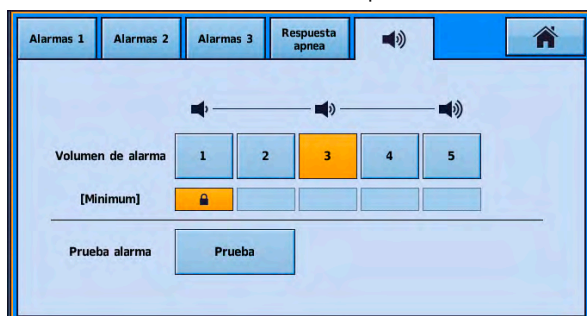 Alarmas 1
Alarmas 2
Alarmas 3
Respuesta
apnea
Volumen de alarma
1
2
3
4
5
[Minimum]
Prueba alarma
Prueba